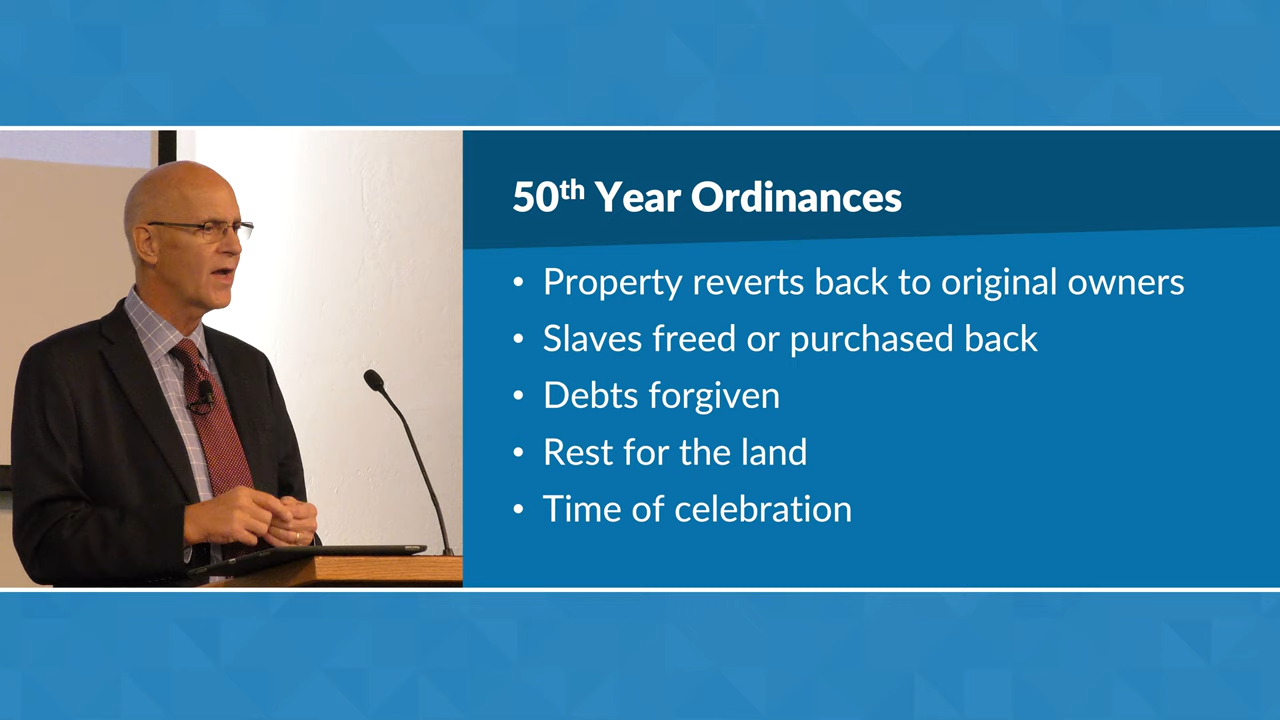 50th Year Ordinances
• Property reverts back to original owners
• Slaves freed or purchased back
• Debts forgiven
• Rest for the land
• Time of celebration